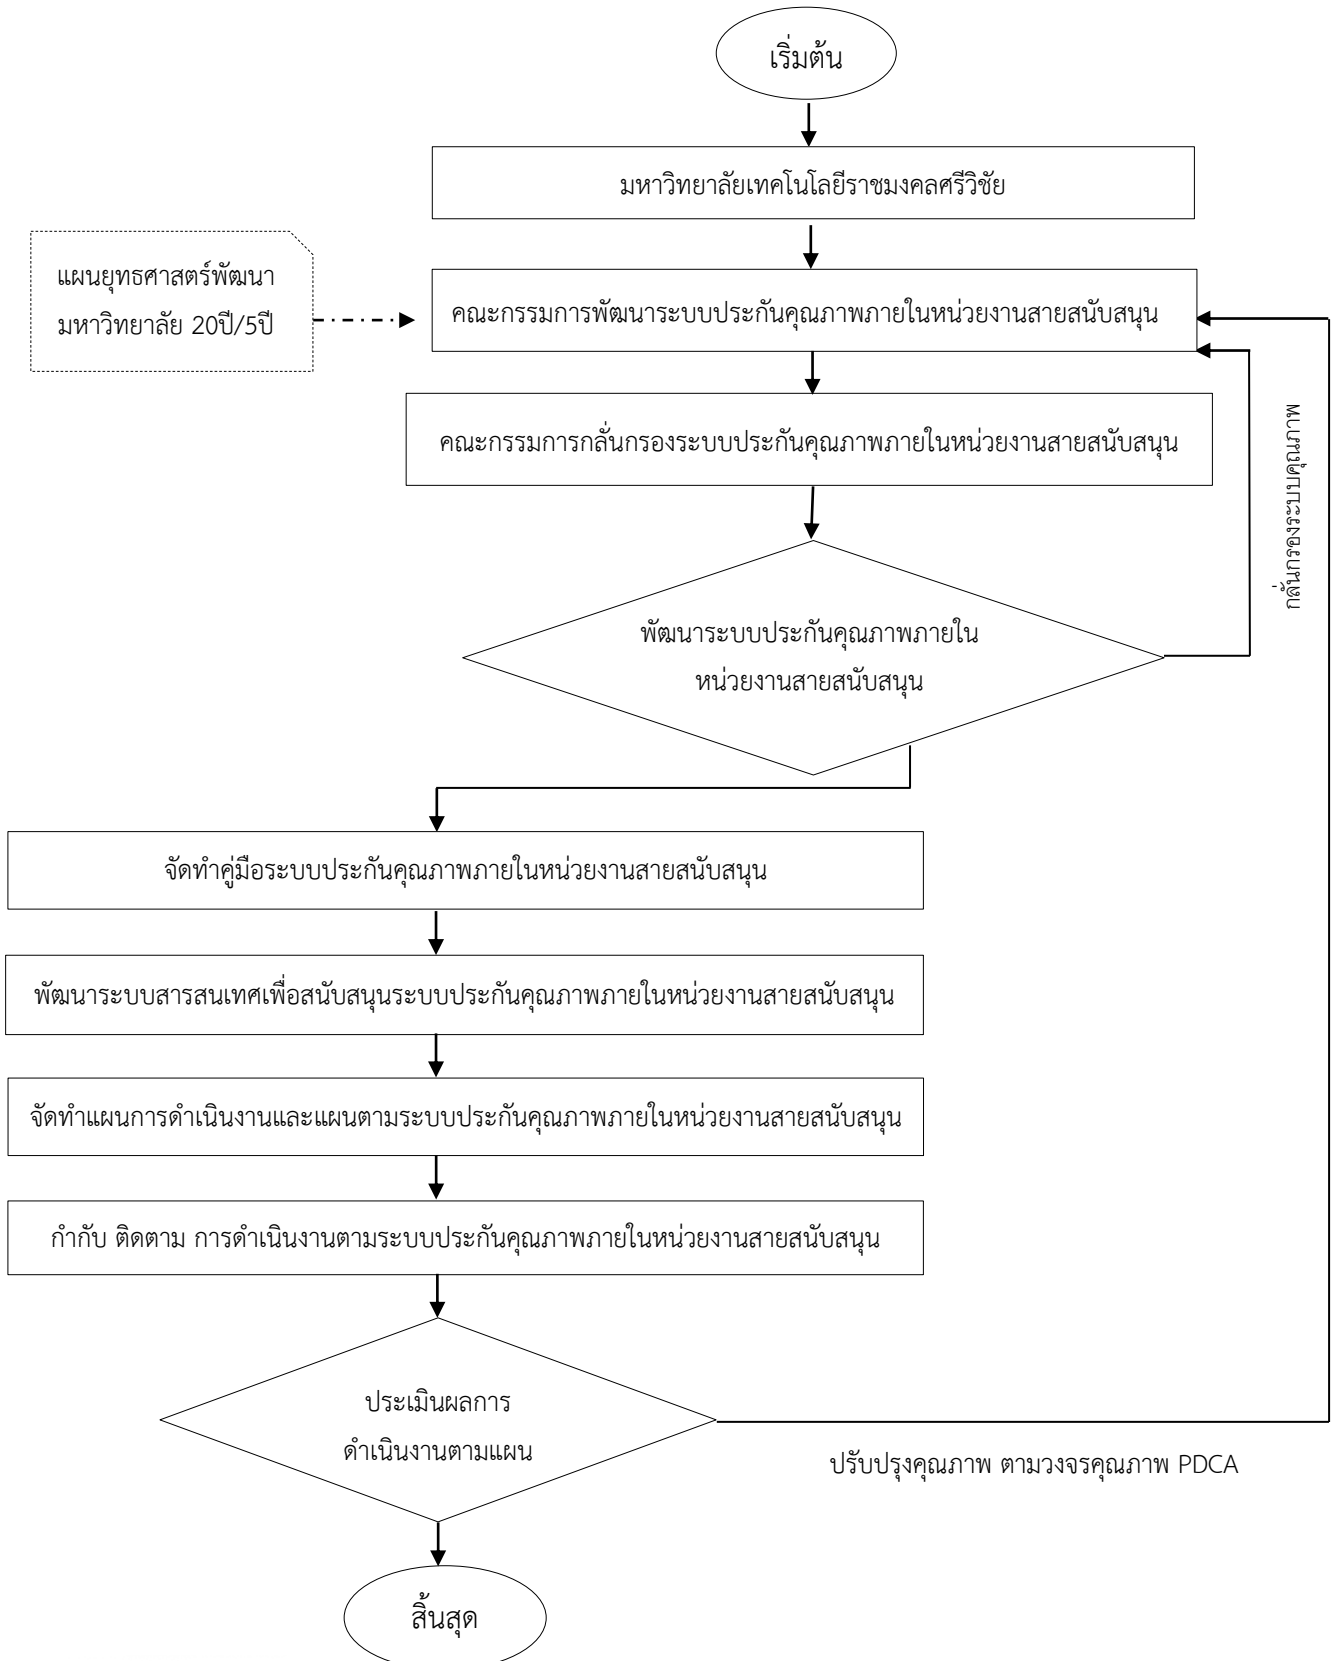 เริ่มต้น
มหาวิทยาลัยเทคโนโลยีราชมงคลศรีวิชัย
แผนยุทธศาสตร์พัฒนา
มหาวิทยาลัย 20ปี/5ปี
คณะกรรมการพัฒนาระบบประกันคุณภาพภายในหน่วยงานสายสนับสนุน
คณะกรรมการกลั่นกรองระบบประกันคุณภาพภายในหน่วยงานสายสนับสนุน
กลั่นกรองระบบคุณภาพ
พัฒนาระบบประกันคุณภาพภายใน
หน่วยงานสายสนับสนุน
จัดทำคู่มือระบบประกันคุณภาพภายในหน่วยงานสายสนับสนุน
พัฒนาระบบสารสนเทศเพื่อสนับสนุนระบบประกันคุณภาพภายในหน่วยงานสายสนับสนุน
จัดทำแผนการดำเนินงานและแผนตามระบบประกันคุณภาพภายในหน่วยงานสายสนับสนุน
กำกับ ติดตาม การดำเนินงานตามระบบประกันคุณภาพภายในหน่วยงานสายสนับสนุน
ประเมินผลการ
ดำเนินงานตามแผน
ปรับปรุงคุณภาพ ตามวงจรคุณภาพ PDCA
สิ้นสุด